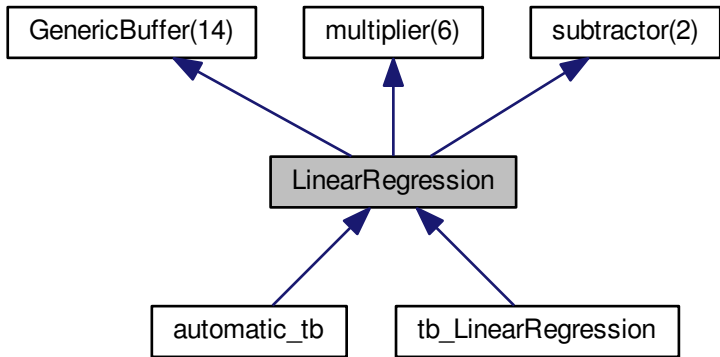 GenericBuffer(14)
multiplier(6)
subtractor(2)
LinearRegression
automatic_tb
tb_LinearRegression